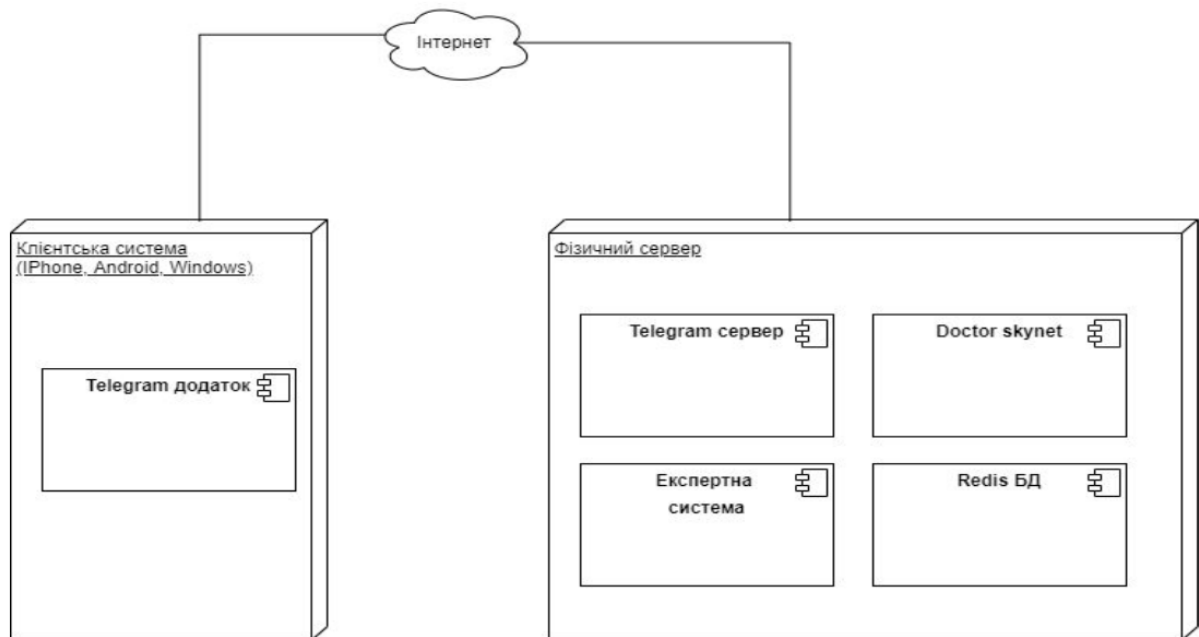 Інтернет
Клієнтська система
(IPhone, Android, Windows)
Telegram додаток
Фізичний сервер
Telegram сервер
Doctor skynet
Експертна
система
Redis БД